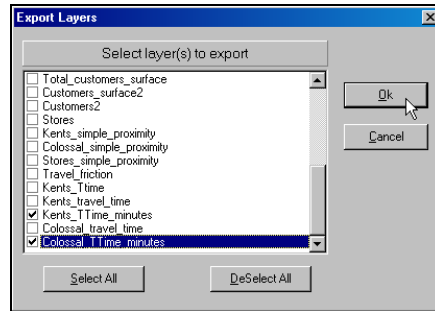 Export Layers
Select layer(s) to export
Total_customers_surface
Customers_surface2
Customers2
Stores
Kents_simple_proximity
Colossal_simple_proximity
Stores_simple_proximity
Travel_friction
Kents_Ttime
Kents_travel_time
Kents_TTime_minutes
Colossal_travel_time
Colossal_TTime_minutes
Ok
Cancel
Select All
DeSelect All